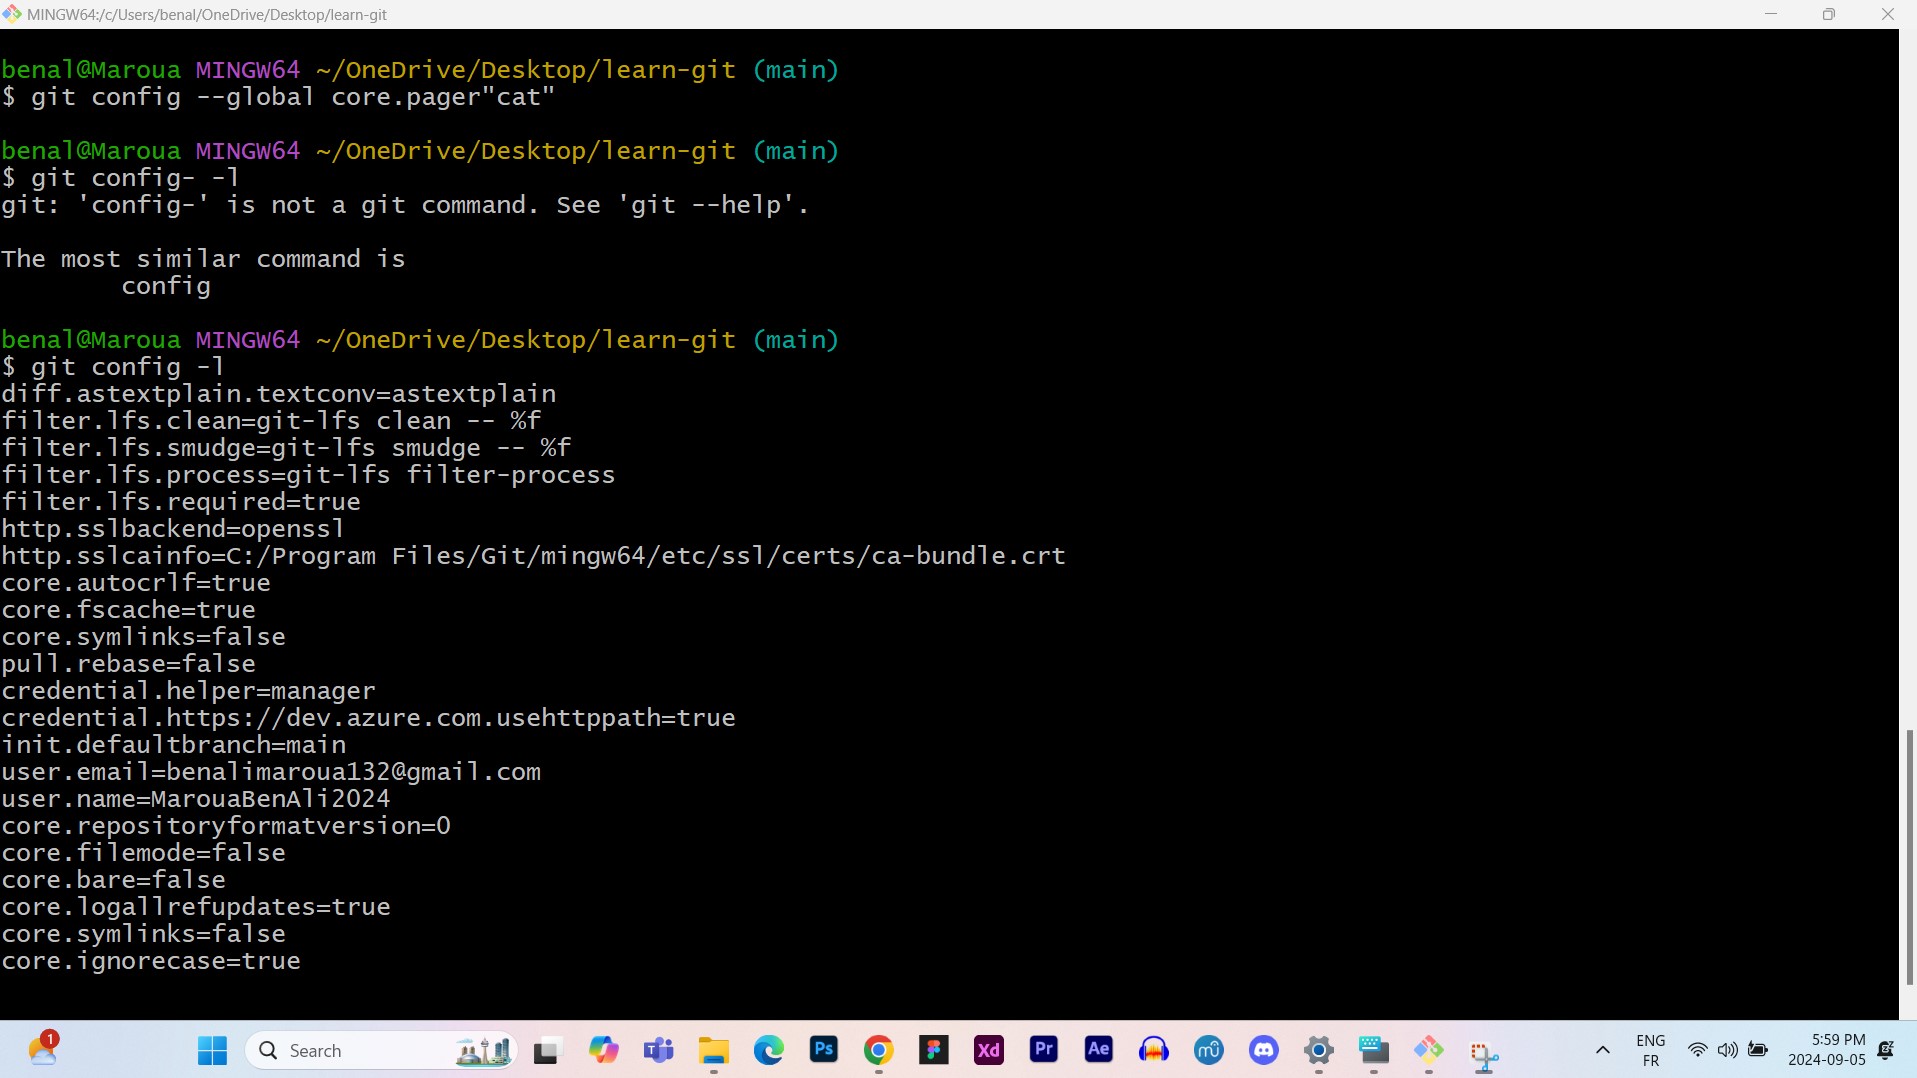 MINGW64:/c/Users/benal/OneDrive/Desktop/learn-git
benal@Maroua MINGW64 ~/OneDrive/Desktop/learn-git (main)
$ git config --global core.pager"cat"
benal@Maroua MINGW64 ~/OneDrive/Desktop/learn-git (main)
$ git config- -l
git: 'config-' is not a git command. See 'git --help'.
The most similar command is
config
benal@Maroua MINGW64 ~/OneDrive/Desktop/learn-git (main)
$ git config -l
diff.astextplain.textconv=astextplain
filter.lfs.clean=git-lfs clean -- %f
filter.lfs.smudge=git-lfs smudge -- %f
filter.lfs.process=git-lfs filter-process
filter.lfs.required=true
http.sslbackend=openssl
http.sslcainfo=C:/Program Files/Git/mingw64/etc/ssl/certs/ca-bundle.crt
core.autocrlf=true
core.fscache=true
core.symlinks=false
pull.rebase=false
credential.helper=manager
credential.https://dev.azure.com.usehttppath=true
init.defaultbranch=main
user.email=benalimaroua132@gmail.com
user.name=MarouaBenAli2024
core.repositoryformatversion=0
core.filemode=false
core.bare=false
core.logallrefupdates=true
core.symlinks=false
core.ignorecase=true
1
Search
Ps
Xd
Pr
Ae
ENG
FR
5:59 PM
2024-09-05